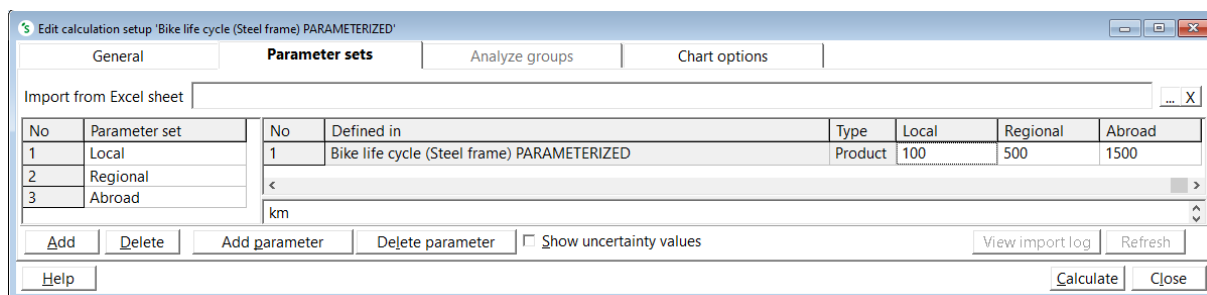 Edit calculation setup 'Bike life cycle (Steel frame) PARAMETERIZED'
General Parameter sets Analyze groups Chart options
Import from Excel sheet ... X
No Parameter set No Defined in Type Local Regional Abroad
1 Local 1 Bike life cycle (Steel frame) PARAMETERIZED Product 100 500 1500
2 Regional
3 Abroad
km
Add Delete Add parameter Delete parameter Show uncertainty values View import log Refresh
Help Calculate Close